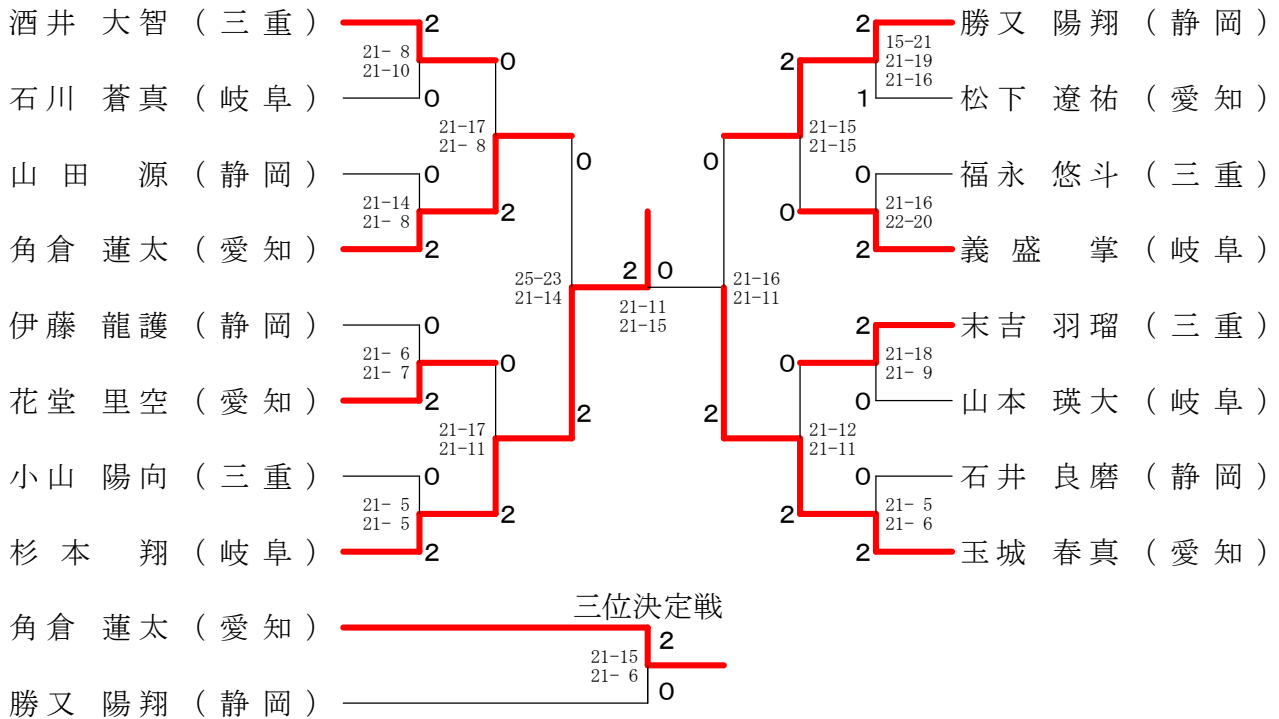 酒井 大智 (三重) 2 2 勝又 陽翔 (静岡)
21- 8 15-21
21-10 0 2 21-19
21-16
石川 蒼真 (岐阜) 0 1 松下 遼祐 (愛知)
21-17 21-15
21- 8 21-15
0 0
山田 源 (静岡) 0 0 福永 悠斗 (三重)
21-14 21-16
21- 8 2 0 22-20
角倉 蓮太 (愛知) 2 2 義盛 掌 (岐阜)
25-23 2 0 21-16
21-14 21-11
21-11
21-15
伊藤 龍護 (静岡) 0 2 末吉 羽瑠 (三重)
21- 6 21-18
21- 7 0 0 21- 9
花堂 里空 (愛知) 2 0 山本 瑛大 (岐阜)
2 2
21-17 21-12
21-11 21-11
小山 陽向 (三重) 0 0 石井 良磨 (静岡)
21- 5 21- 5
21- 5 2 2 21- 6
杉本 翔 (岐阜) 2 2 玉城 春真 (愛知)
三位決定戦
角倉 蓮太 (愛知) 2
21-15
21- 6
勝又 陽翔 (静岡) 0